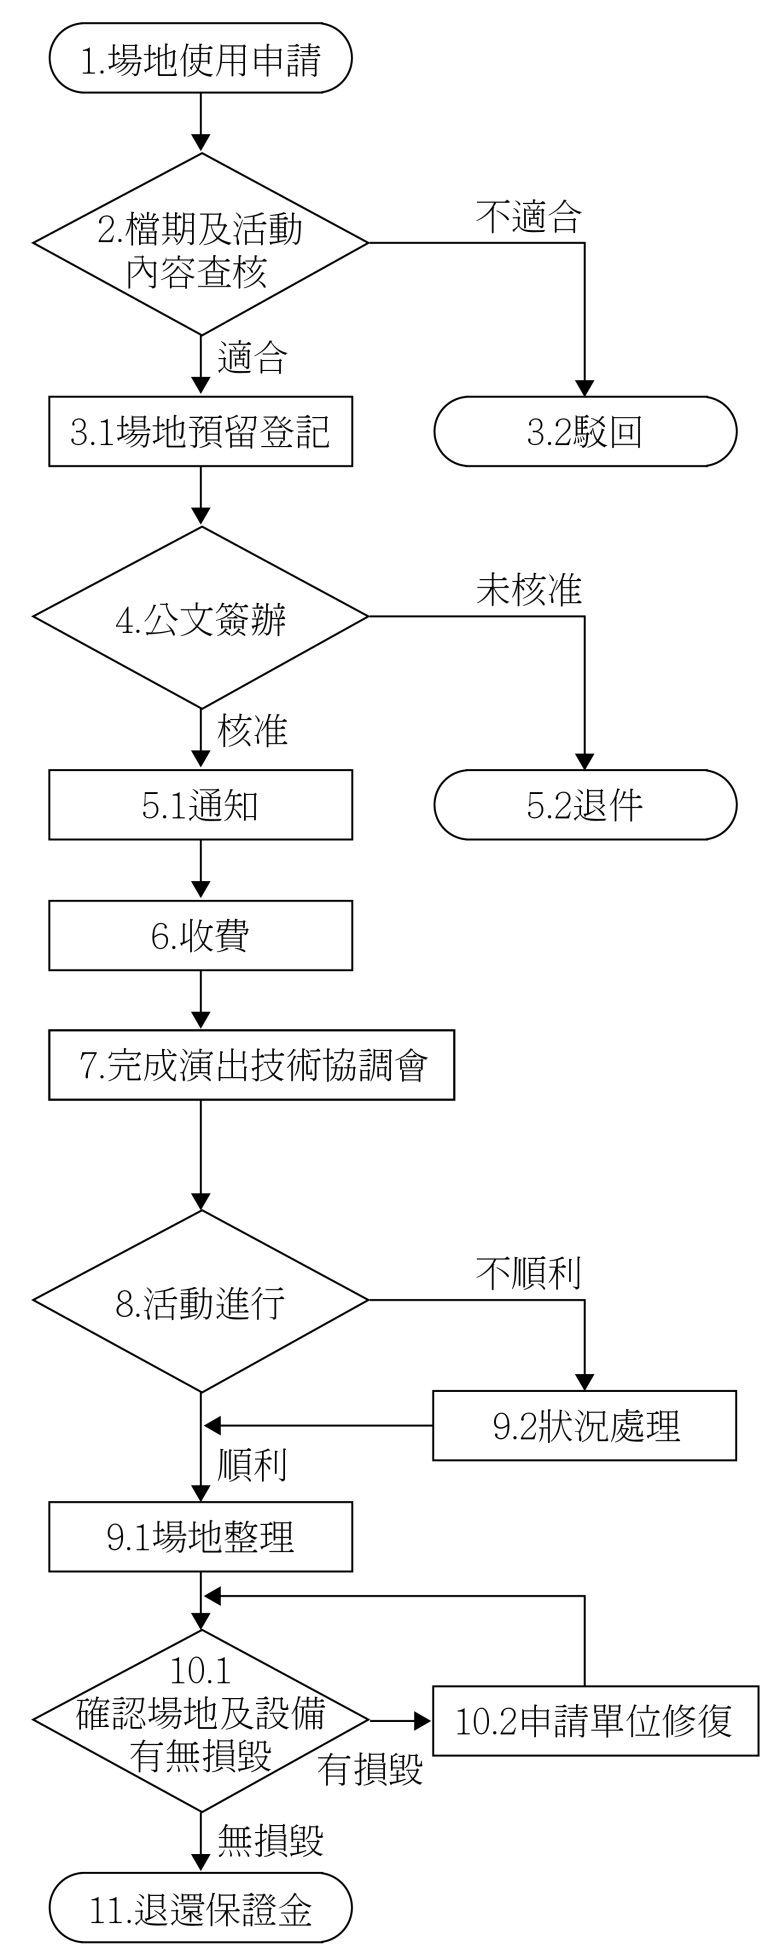 1.場地使用申請
2.檔期及活動
內容查核
不適合
適合
3.1場地預留登記
3.2駁回
4.公文簽辦
未核准
核准
5.1通知
5.2退件
6.收費
7.完成演出技術協調會
8.活動進行
不順利
9.2狀況處理
順利
9.1場地整理
10.1
確認場地及設備
有無損毀
有損毀
10.2申請單位修復
無損毀
11.退還保證金